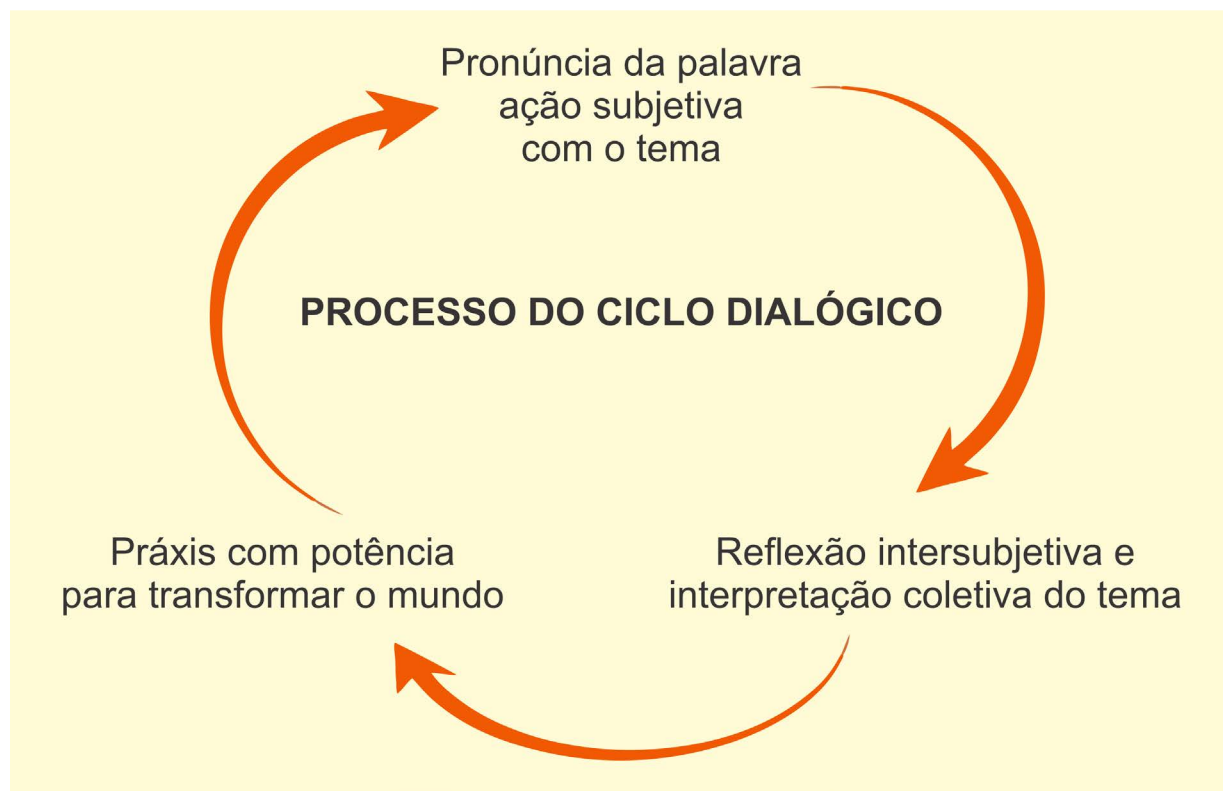 Pronúncia da palavra
ação subjetiva
com o tema
PROCESSO DO CICLO DIALÓGICO
Práxis com potência
para transformar o mundo
Reflexão intersubjetiva e
interpretação coletiva do tema